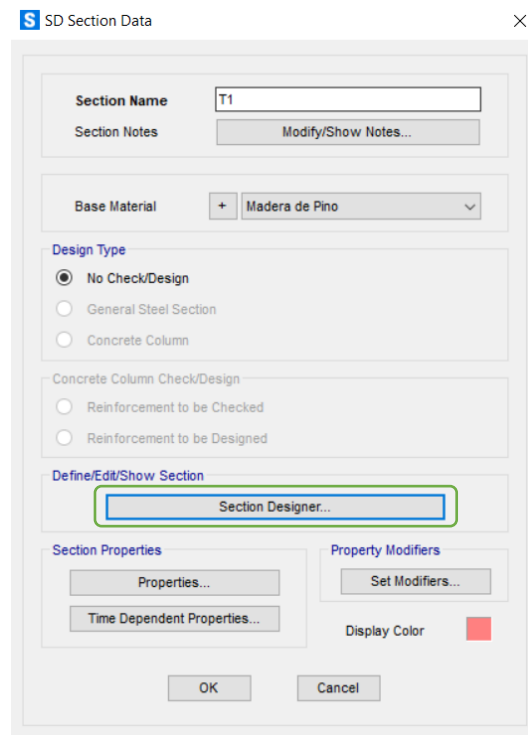 S SD Section Data
Section Name T1
Section Notes Modify/Show Notes...
Base Material + Madera de Pino
Design Type
No Check/Design
General Steel Section
Concrete Column
Concrete Column Check/Design
Reinforcement to be Checked
Reinforcement to be Designed
Define/Edit/Show Section
Section Designer...
Section Properties Property Modifiers
Properties... Set Modifiers...
Time Dependent Properties... Display Color
OK Cancel